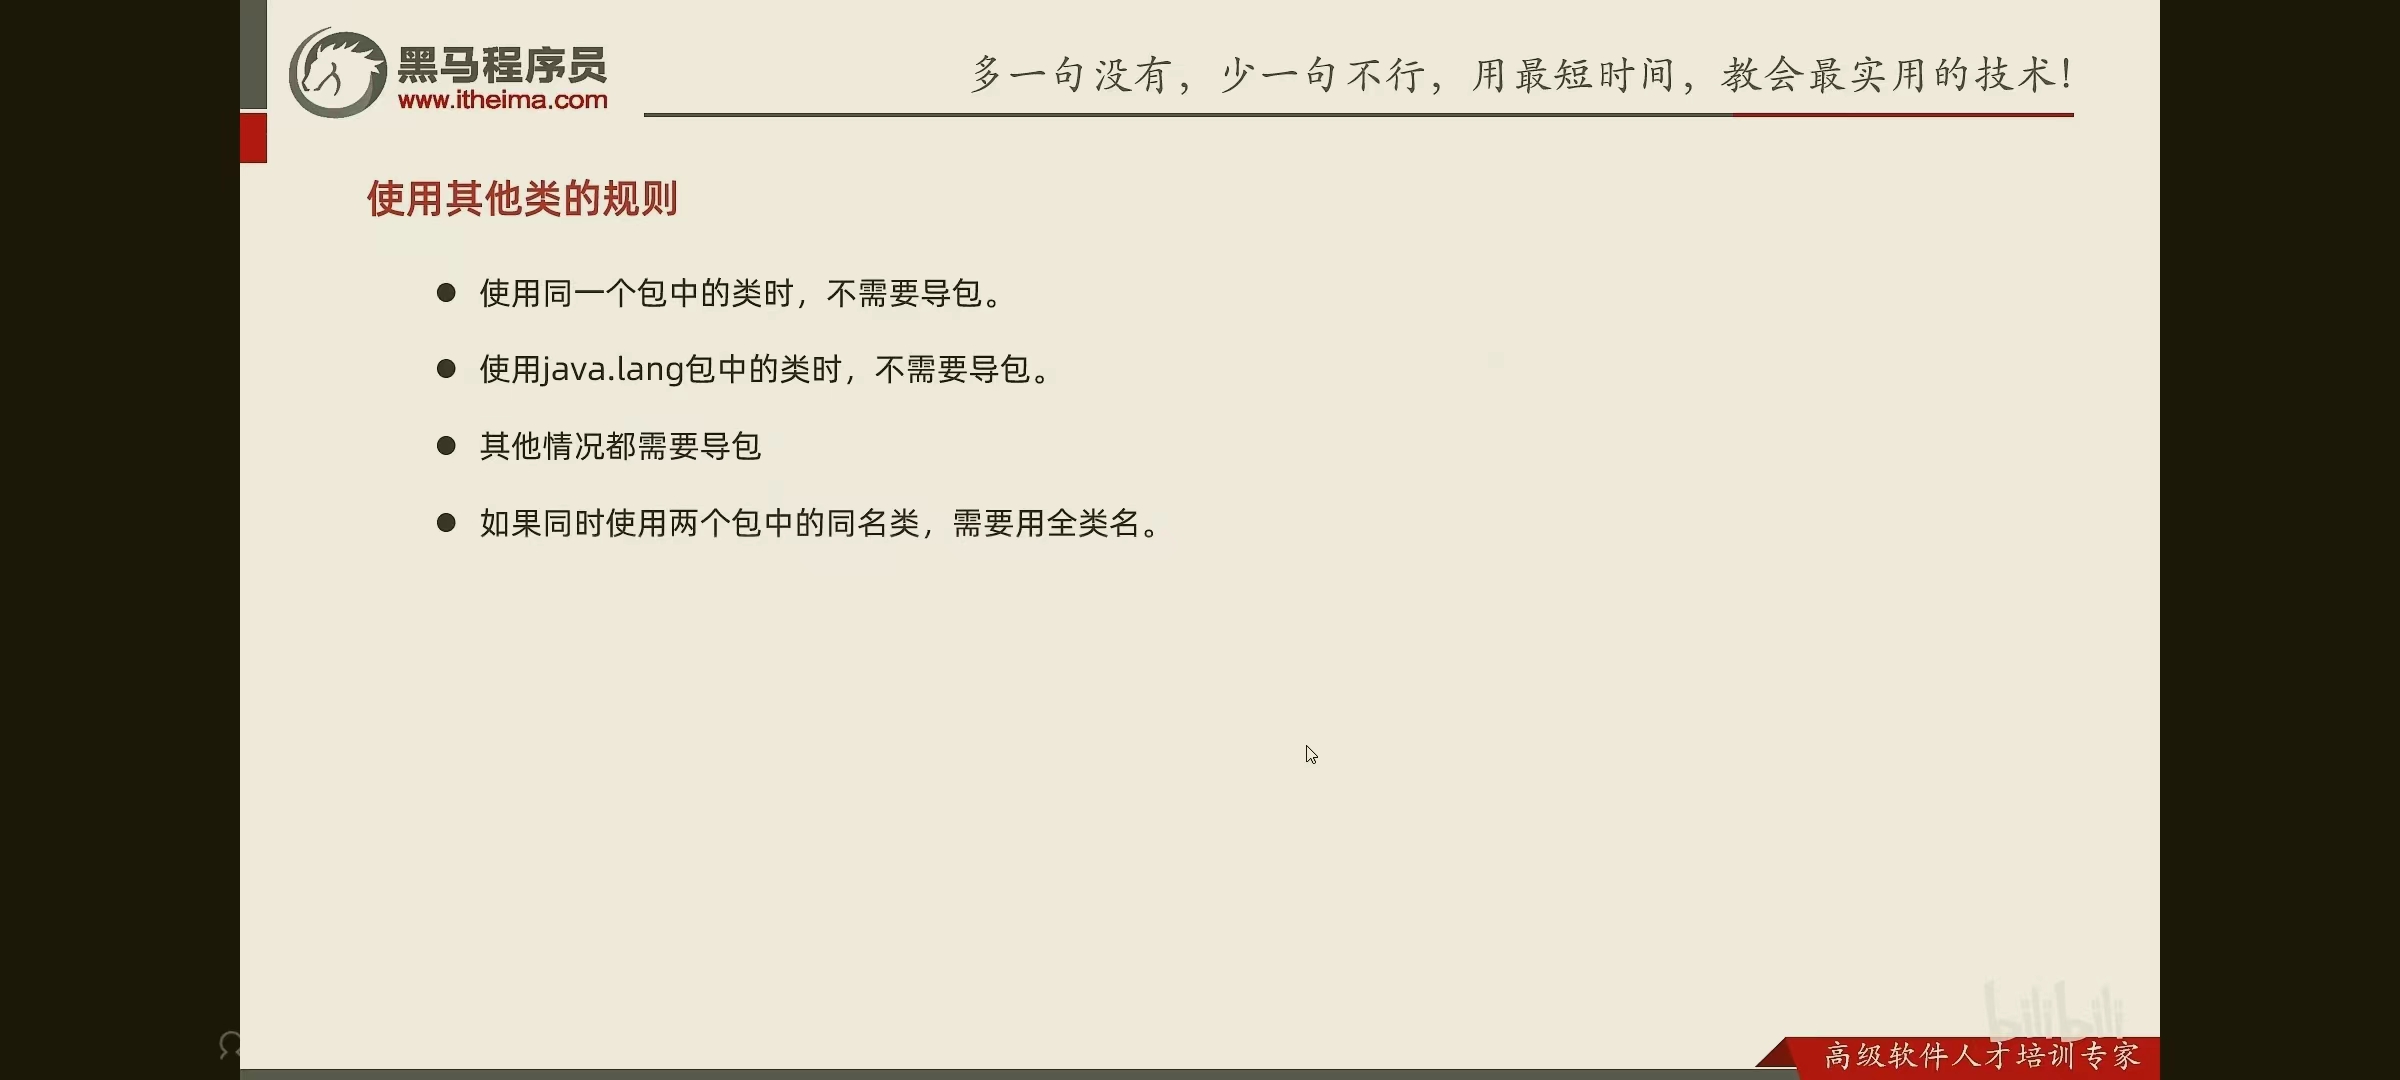 黑马程序员
www.itheima.com
多一句没有，少一句不行，用最短时间，教会最实用的技术！
使用其他类的规则
● 使用同一个包中的类时，不需要导包。
● 使用java.lang包中的类时，不需要导包。
● 其他情况都需要导包
● 如果同时使用两个包中的同名类，需要用全类名。
bilibili
高级软件人才培训专家